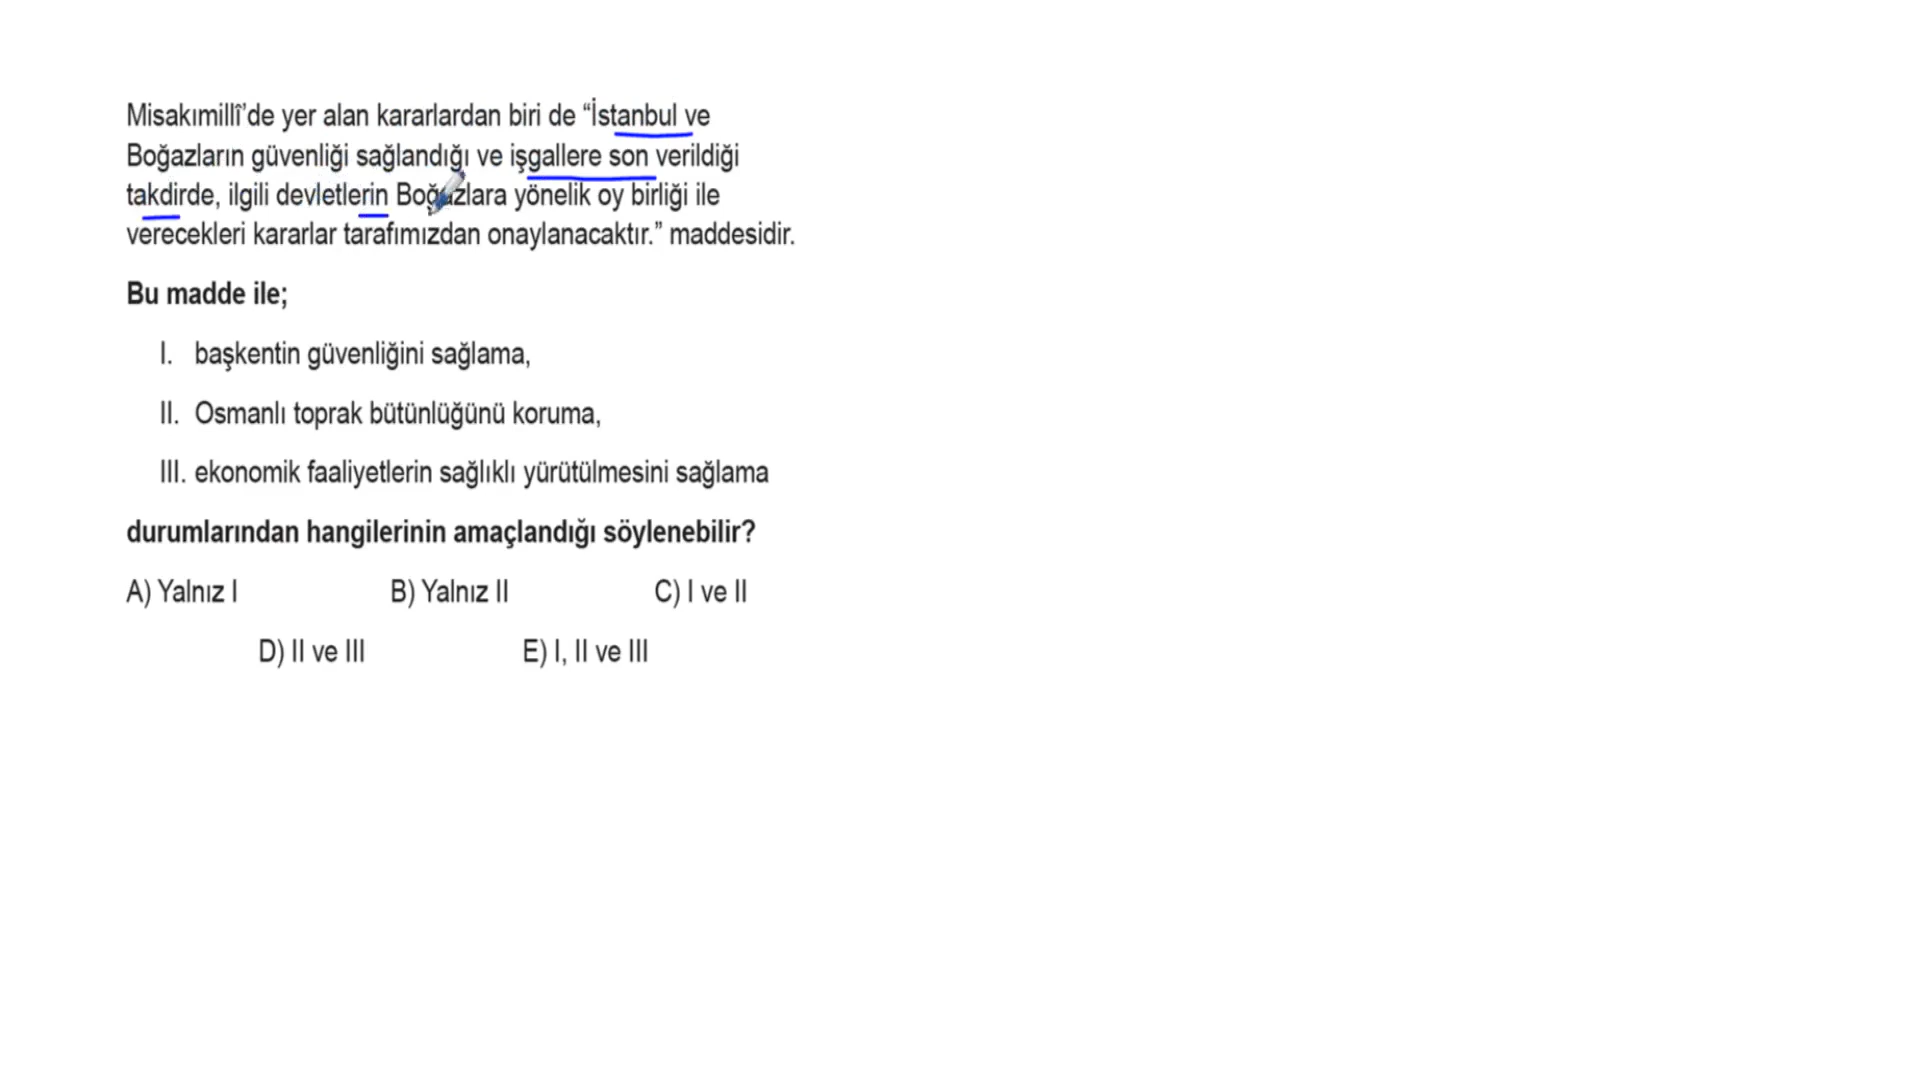 Misakımillî’de yer alan kararlardan biri de “İstanbul ve
Boğazların güvenliği sağlandığı ve işgallere son verildiği
takdirde, ilgili devletlerin Boğazlara yönelik oy birliği ile
verecekleri kararlar tarafımızdan onaylanacaktır.” maddesidir.
Bu madde ile;
I. başkentin güvenliğini sağlama,
II. Osmanlı toprak bütünlüğünü koruma,
III. ekonomik faaliyetlerin sağlıklı yürütülmesini sağlama
durumlarından hangilerinin amaçlandığı söylenebilir?
A) Yalnız I B) Yalnız II C) I ve II
D) II ve III E) I, II ve III